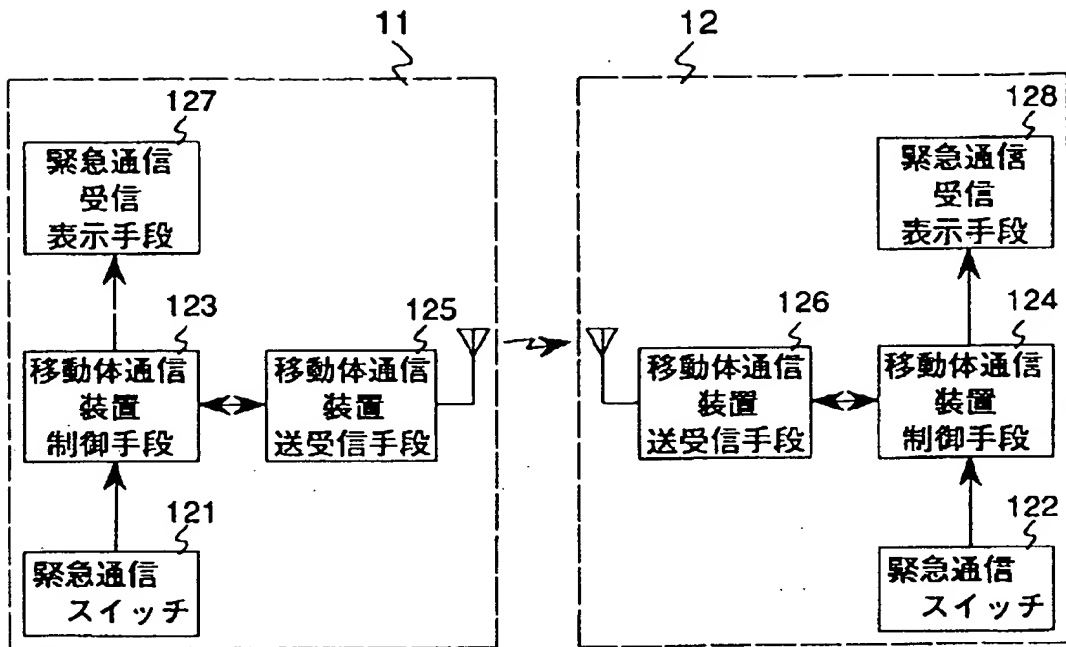 11
12
127
緊急通信
受信
表示手段
123
移動体通信
装置
制御手段
125
移動体通信
装置
送受信手段
121
緊急通信
スイッチ
128
緊急通信
受信
表示手段
126
移動体通信
装置
送受信手段
124
移動体通信
装置
制御手段
122
緊急通信
スイッチ